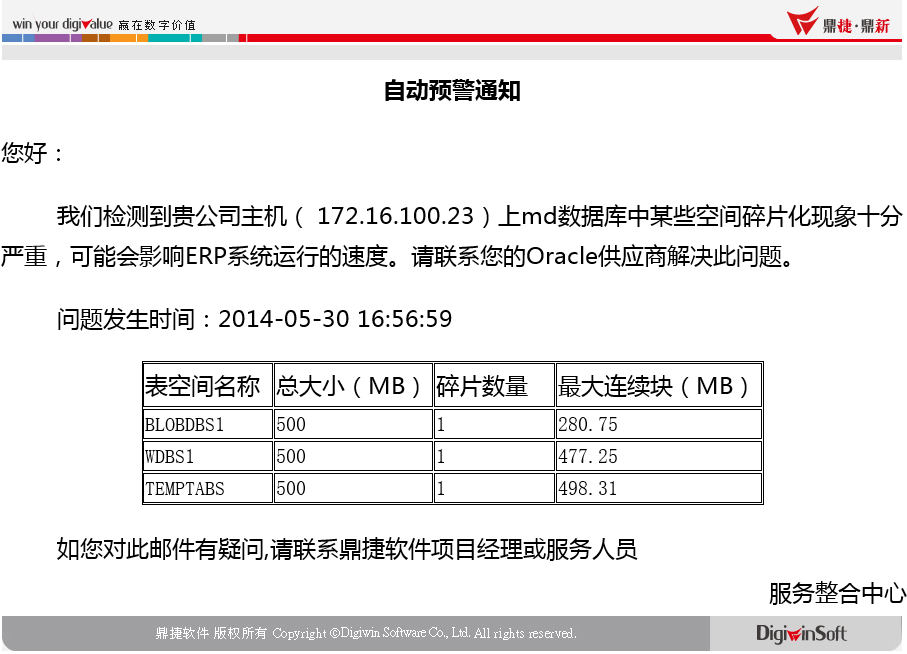 win your digivalue 赢在数字价值
鼎捷·鼎新
自动预警通知
您好：
我们检测到贵公司主机（ 172.16.100.23）上md数据库中某些空间碎片化现象十分
严重，可能会影响ERP系统运行的速度。请联系您的Oracle供应商解决此问题。
问题发生时间：2014-05-30 16:56:59
表空间名称 总大小（MB） 碎片数量 最大连续块（MB）
BLOBDBS1 500 1 280.75
WDBS1 500 1 477.25
TEMPTABS 500 1 498.31
如您对此邮件有疑问,请联系鼎捷软件项目经理或服务人员
服务整合中心
鼎捷软件 版权所有 Copyright ©Digiwin Software Co., Ltd. All rights reserved.
DigiwinSoft